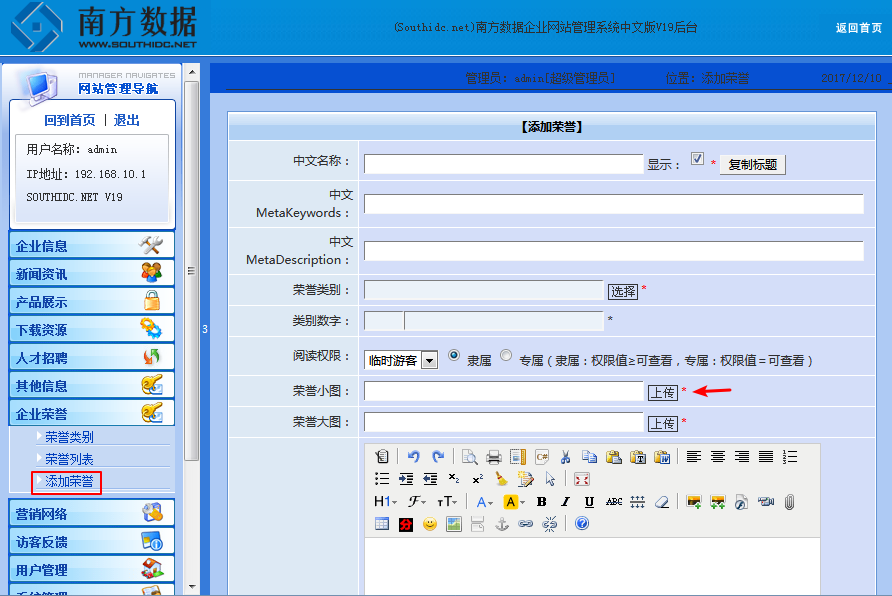 南方数据
WWW.SOUTHIDC.NET
(Southidc.net)南方数据企业网站管理系统中文版V19后台
返回首页
MANAGER NAVIGATES
网站管理导航
管理员：admin[超级管理员]
位置：添加荣誉
2017/12/10
回到首页 | 退出
用户名称: admin
IP地址: 192.168.10.1
SOUTHIDC.NET V19
企业信息
新闻资讯
产品展示
下载资源
人才招聘
其他信息
企业荣誉
荣誉类别
荣誉列表
添加荣誉
营销网络
访客反馈
用户管理
系统管理
3
【添加荣誉】
中文名称： 显示： * 复制标题
中文
MetaKeywords：
中文
MetaDescription：
荣誉类别： 选择 *
类别数字： *
阅读权限： 临时游客 隶属 专属（隶属：权限值≥可查看，专属：权限值＝可查看）
荣誉小图： 上传 *
荣誉大图： 上传 *
H1 F TT A A B I U ABC